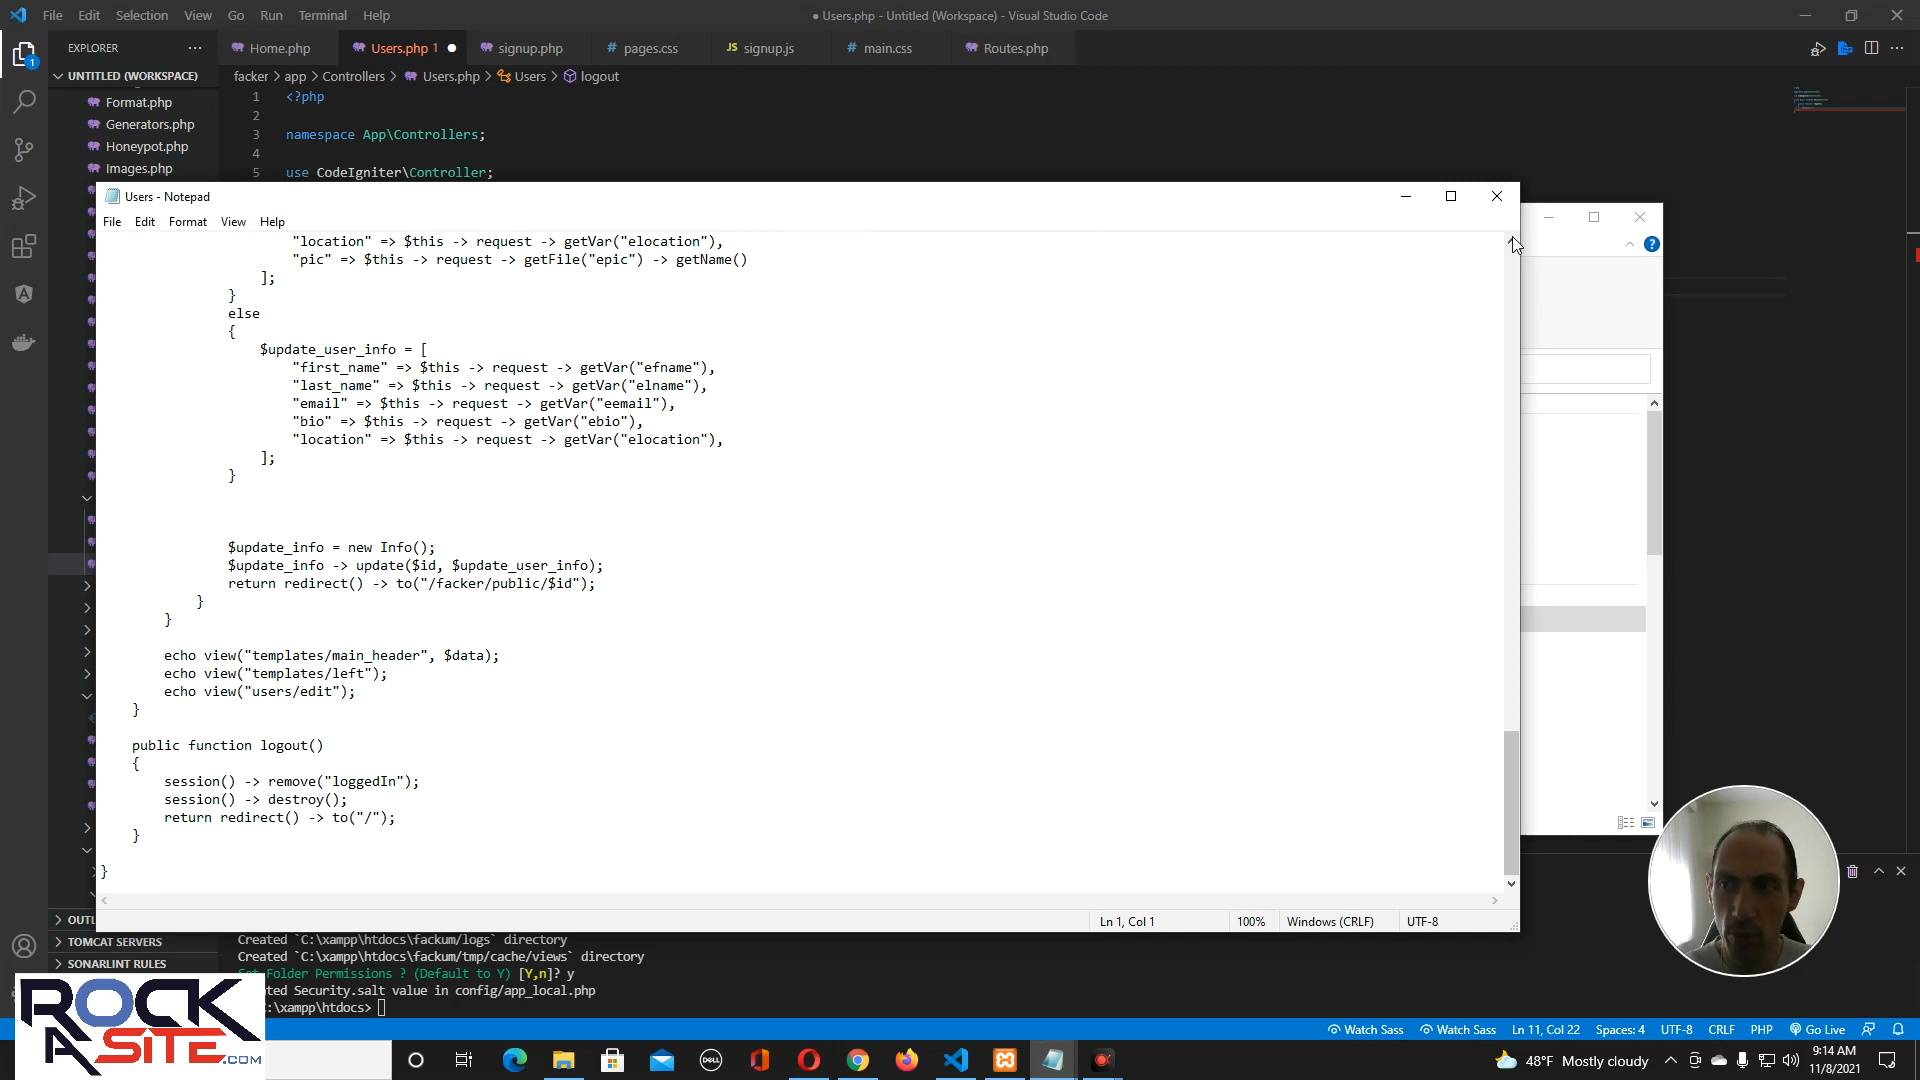 File Edit Selection View Go Run Terminal Help
● Users.php - Untitled (Workspace) - Visual Studio Code
EXPLORER
Home.php
Users.php 1
signup.php
pages.css
JS signup.js
main.css
Routes.php
UNTITLED (WORKSPACE)
facker > app > Controllers > Users.php > Users > logout
Format.php
Generators.php
Honeypot.php
Images.php
1 <?php
2
3 namespace App\Controllers;
4
5 use CodeIgniter\Controller;
Users - Notepad
File Edit Format View Help
"location" => $this -> request -> getVar("elocation"),
"pic" => $this -> request -> getFile("epic") -> getName()
];
}
else
{
$update_user_info = [
"first_name" => $this -> request -> getVar("efname"),
"last_name" => $this -> request -> getVar("elname"),
"email" => $this -> request -> getVar("eemail"),
"bio" => $this -> request -> getVar("ebio"),
"location" => $this -> request -> getVar("elocation"),
];
}
$update_info = new Info();
$update_info -> update($id, $update_user_info);
return redirect() -> to("/facker/public/$id");
}
}
echo view("templates/main_header", $data);
echo view("templates/left");
echo view("users/edit");
}
public function logout()
{
session() -> remove("loggedIn");
session() -> destroy();
return redirect() -> to("/");
}
}
Ln 1, Col 1 100% Windows (CRLF) UTF-8
OUTL
TOMCAT SERVERS
SONARLINT RULES
Created `C:\xampp\htdocs\fackum/logs` directory
Created `C:\xampp\htdocs\fackum/tmp/cache/views` directory
Set Folder Permissions ? (Default to Y) [Y,n]? y
ted Security.salt value in config/app_local.php
:\xampp\htdocs>
ROCK
A SITE.COM
Watch Sass Watch Sass Ln 11, Col 22 Spaces: 4 UTF-8 CRLF PHP Go Live
DELL
48°F Mostly cloudy
9:14 AM
11/8/2021